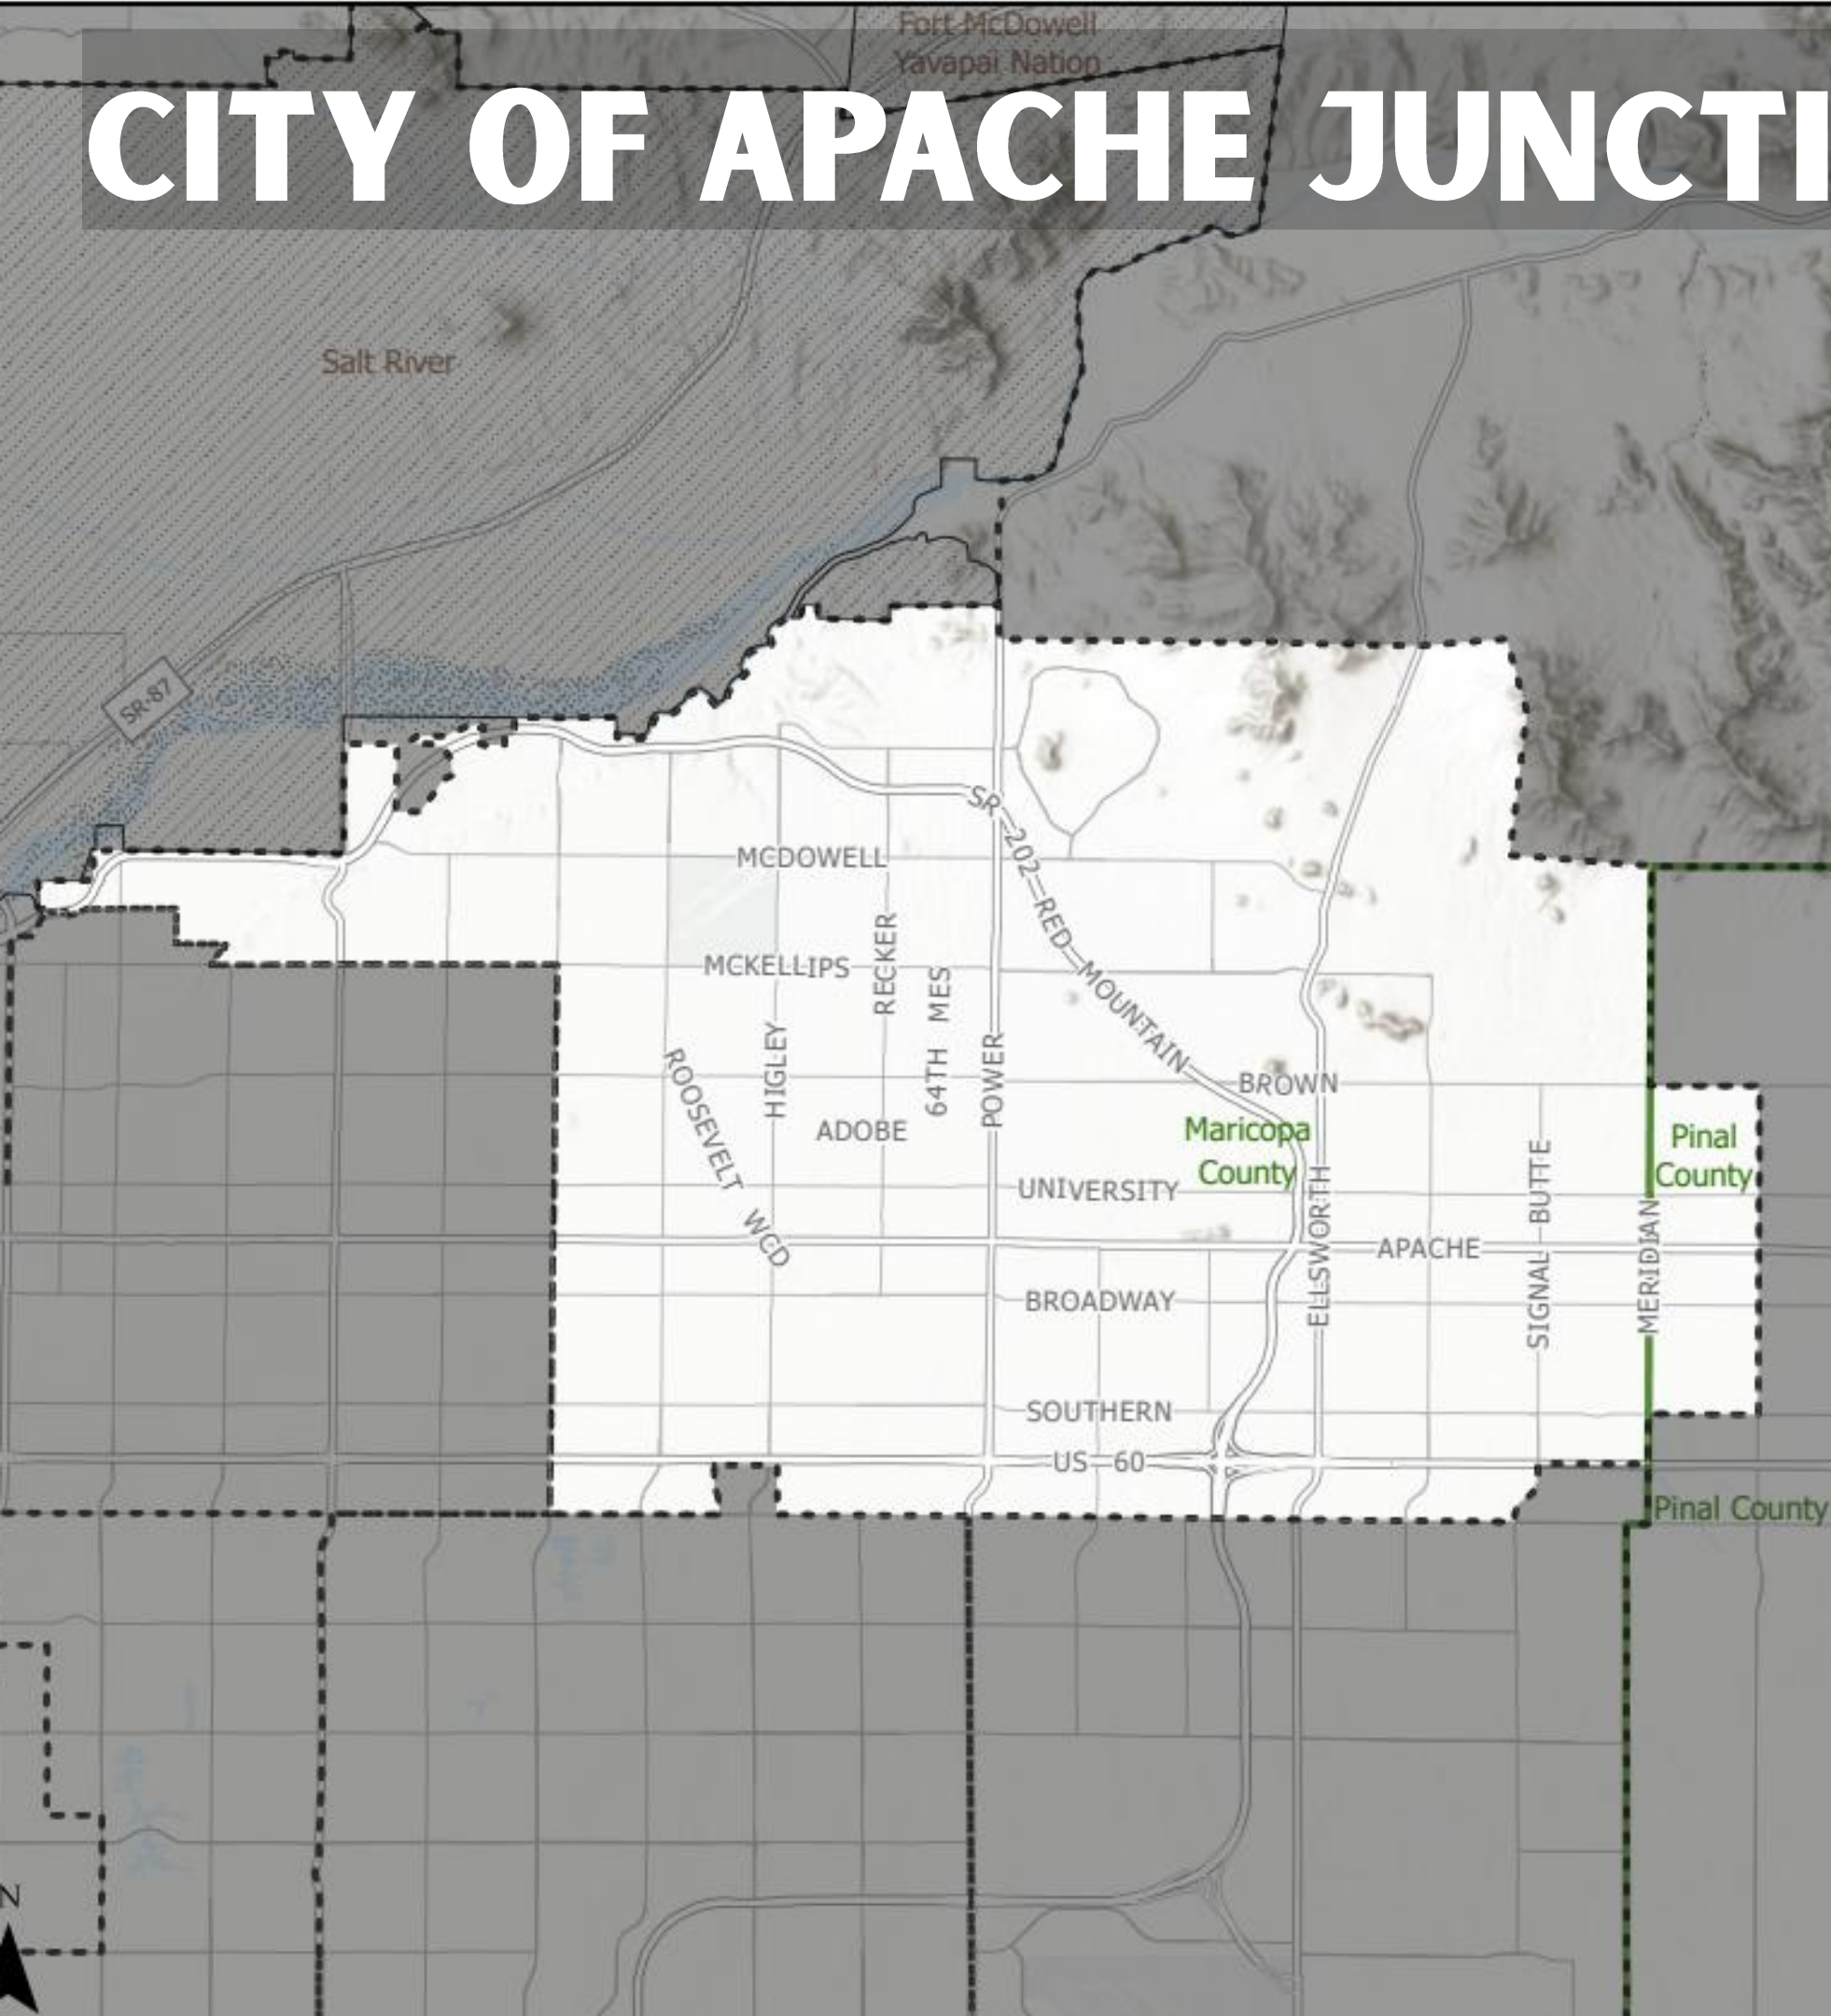 Fort McDowell
Yavapai Nation
CITY OF APACHE JUNCTI
Salt River
SR-87
SR 202 RED MOUNTAIN
MCDOWELL
MCKELLIPS
RECKER
64TH MES
HIGLEY
POWER
ROOSEVELT WCD
BROWN
ADOBE
Maricopa
County
Pinal
County
UNIVERSITY
ELLSWORTH
SIGNAL BUTTE
MERIDIAN
APACHE
BROADWAY
SOUTHERN
US 60
Pinal County
N